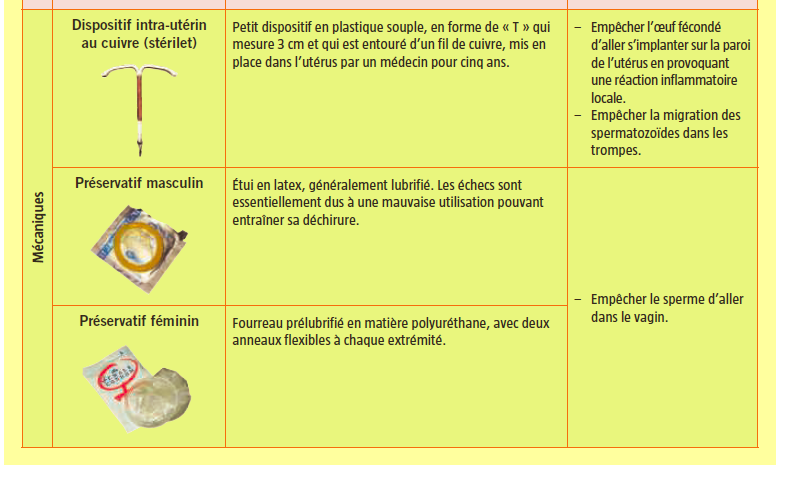 Dispositif intra-utérin
au cuivre (stérilet)
Petit dispositif en plastique souple, en forme de « T » qui
mesure 3 cm et qui est entouré d’un fil de cuivre, mis en
place dans l’utérus par un médecin pour cinq ans.
– Empêcher l’œuf fécondé
d’aller s’implanter sur la paroi
de l’utérus en provoquant
une réaction inflammatoire
locale.
– Empêcher la migration des
spermatozoïdes dans les
trompes.
Mécaniques
Préservatif masculin
Étui en latex, généralement lubrifié. Les échecs sont
essentiellement dus à une mauvaise utilisation pouvant
entraîner sa déchirure.
Préservatif féminin
Fourreau prélubrifié en matière polyuréthane, avec deux
anneaux flexibles à chaque extrémité.
– Empêcher le sperme d’aller
dans le vagin.